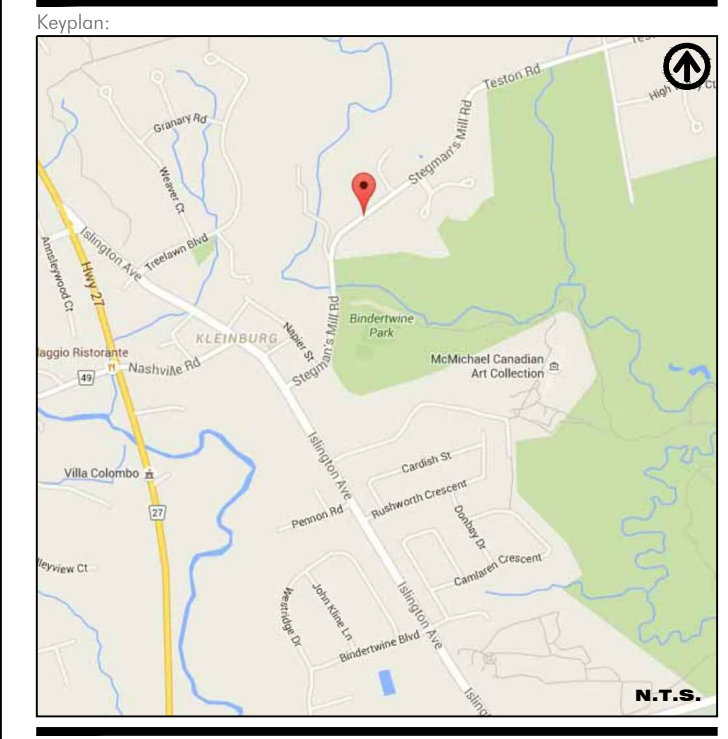 Keyplan:
Teston Rd
Granary Rd
Stegman's Mill Rd
Weaver Ct
Islington Ave
Treelawn Blvd
Annsleywood Ct
Hwy 27
Bindertwine
Park
KLEINBURG
Napier St
Stegman's Mill Rd
aggio Ristorante
McMichael Canadian
Art Collection
Nashville Rd
49
Islington Ave
Cardish St
Villa Colombo
Rushworth Crescent
27
Pennon Rd
Donbay Dr
lleyview Ct
Camlaren Crescent
Westridge Dr
John Kline Ln
Islington Ave
Bindertwine Blvd
Isling
N.T.S.